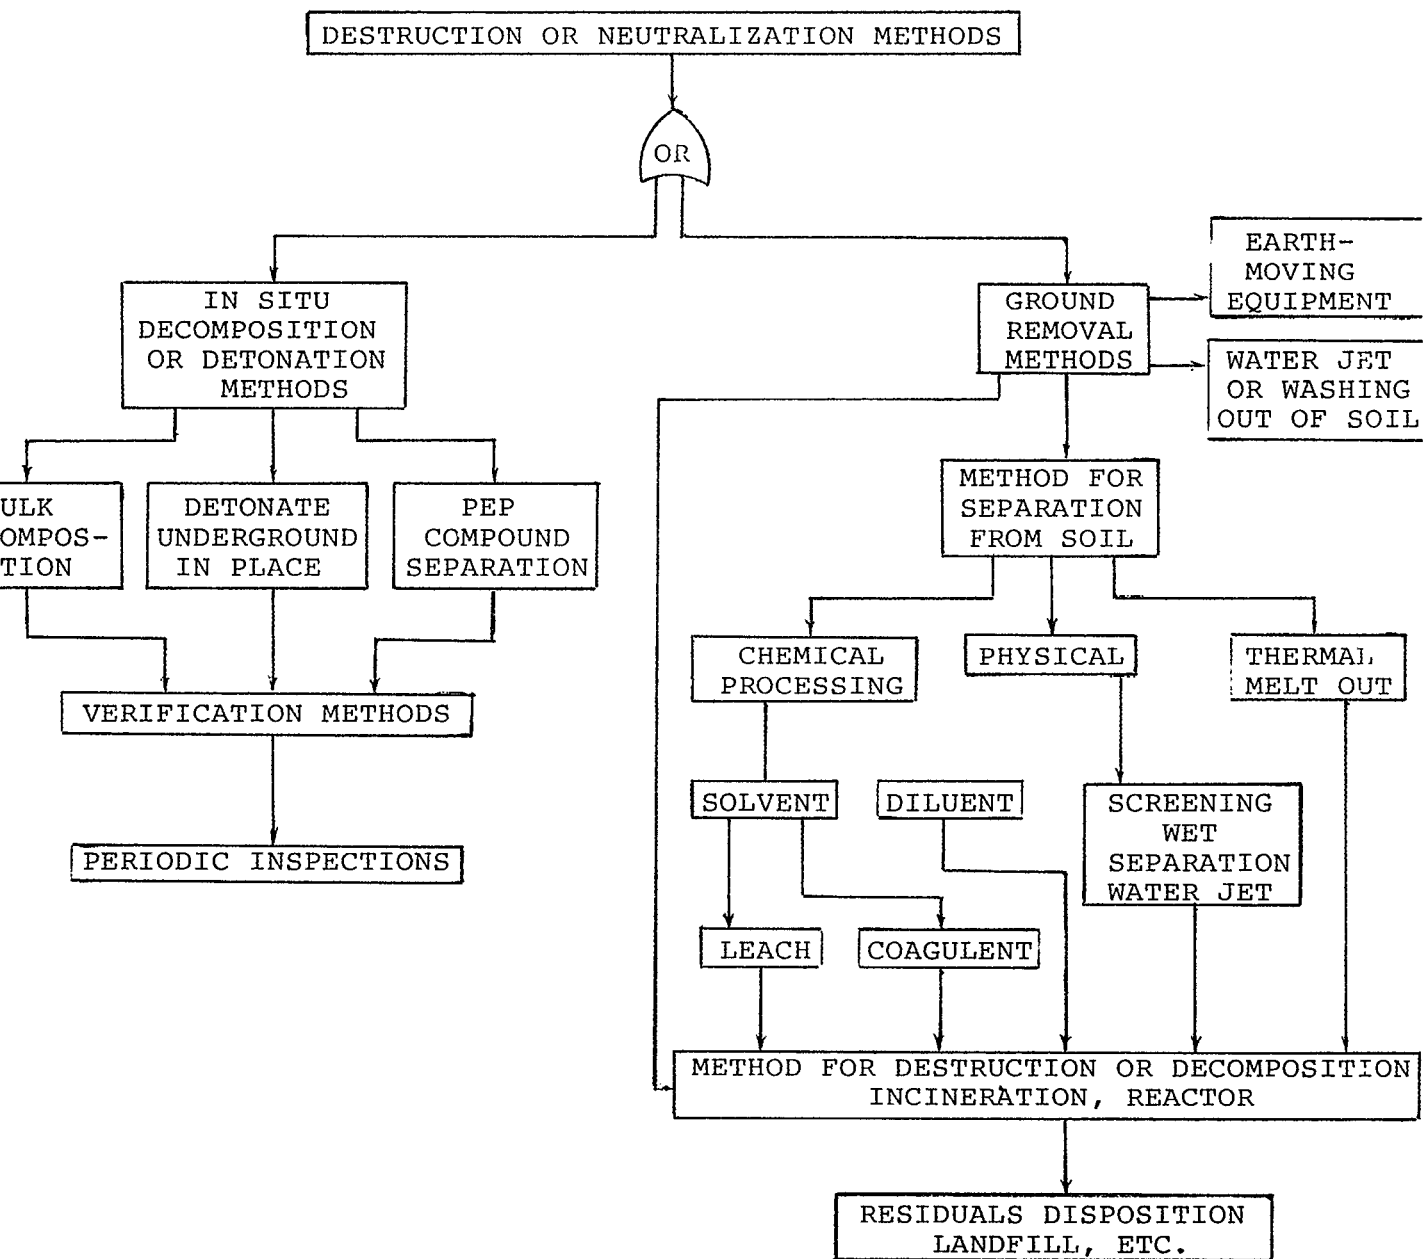 DESTRUCTION OR NEUTRALIZATION METHODS
OR
EARTH-
MOVING
EQUIPMENT
IN SITU
DECOMPOSITION
OR DETONATION
METHODS
GROUND
REMOVAL
METHODS
WATER JET
OR WASHING
OUT OF SOIL
ULK
OMPOS-
TION
DETONATE
UNDERGROUND
IN PLACE
PEP
COMPOUND
SEPARATION
METHOD FOR
SEPARATION
FROM SOIL
CHEMICAL
PROCESSING
PHYSICAL
THERMAL
MELT OUT
VERIFICATION METHODS
SOLVENT
DILUENT
SCREENING
WET
SEPARATION
WATER JET
PERIODIC INSPECTIONS
LEACH
COAGULENT
METHOD FOR DESTRUCTION OR DECOMPOSITION
INCINERATION, REACTOR
RESIDUALS DISPOSITION
LANDFILL, ETC.